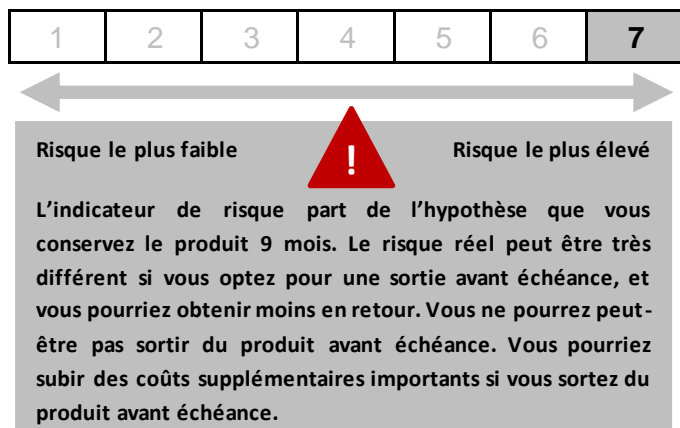 1 2 3 4 5 6 7
!
Risque le plus faible Risque le plus élevé
L’indicateur de risque part de l’hypothèse que vous
conservez le produit 9 mois. Le risque réel peut être très
différent si vous optez pour une sortie avant échéance, et
vous pourriez obtenir moins en retour. Vous ne pourrez peut-
être pas sortir du produit avant échéance. Vous pourriez
subir des coûts supplémentaires importants si vous sortez du
produit avant échéance.